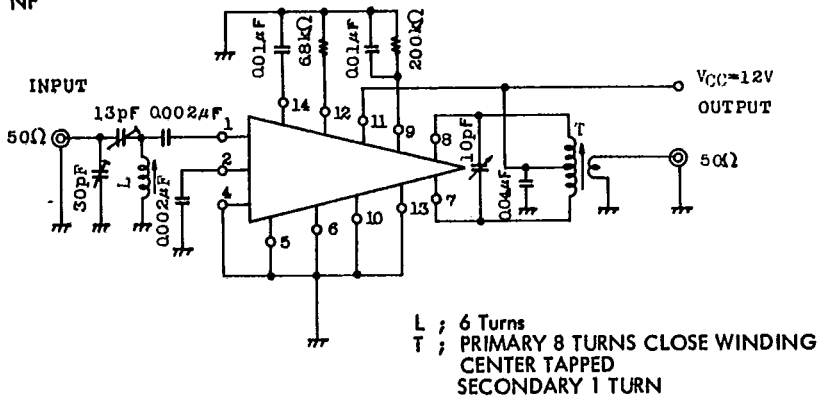 NF
INPUT
50Ω
30pF
13pF
L
0.002μF
0.002μF
1
2
4
0.01μF
6.8kΩ
0.01μF
200kΩ
14
12
11
9
8
7
5
6
10
13
10pF
T
VCC=12V
OUTPUT
50Ω
L ; 6 Turns
T ; PRIMARY 8 TURNS CLOSE WINDING
CENTER TAPPED
SECONDARY 1 TURN